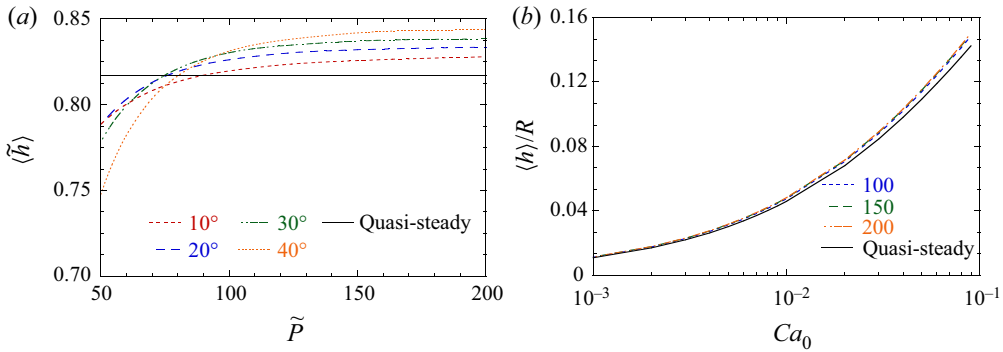 (a)
0.85
0.80
0.75
0.70
⟨h̃⟩
10°
20°
30°
40°
Quasi-steady
50
100
150
200
P̃
(b)
0.16
0.12
0.08
0.04
0
⟨h⟩/R
100
150
200
Quasi-steady
10⁻³
10⁻²
10⁻¹
Ca₀